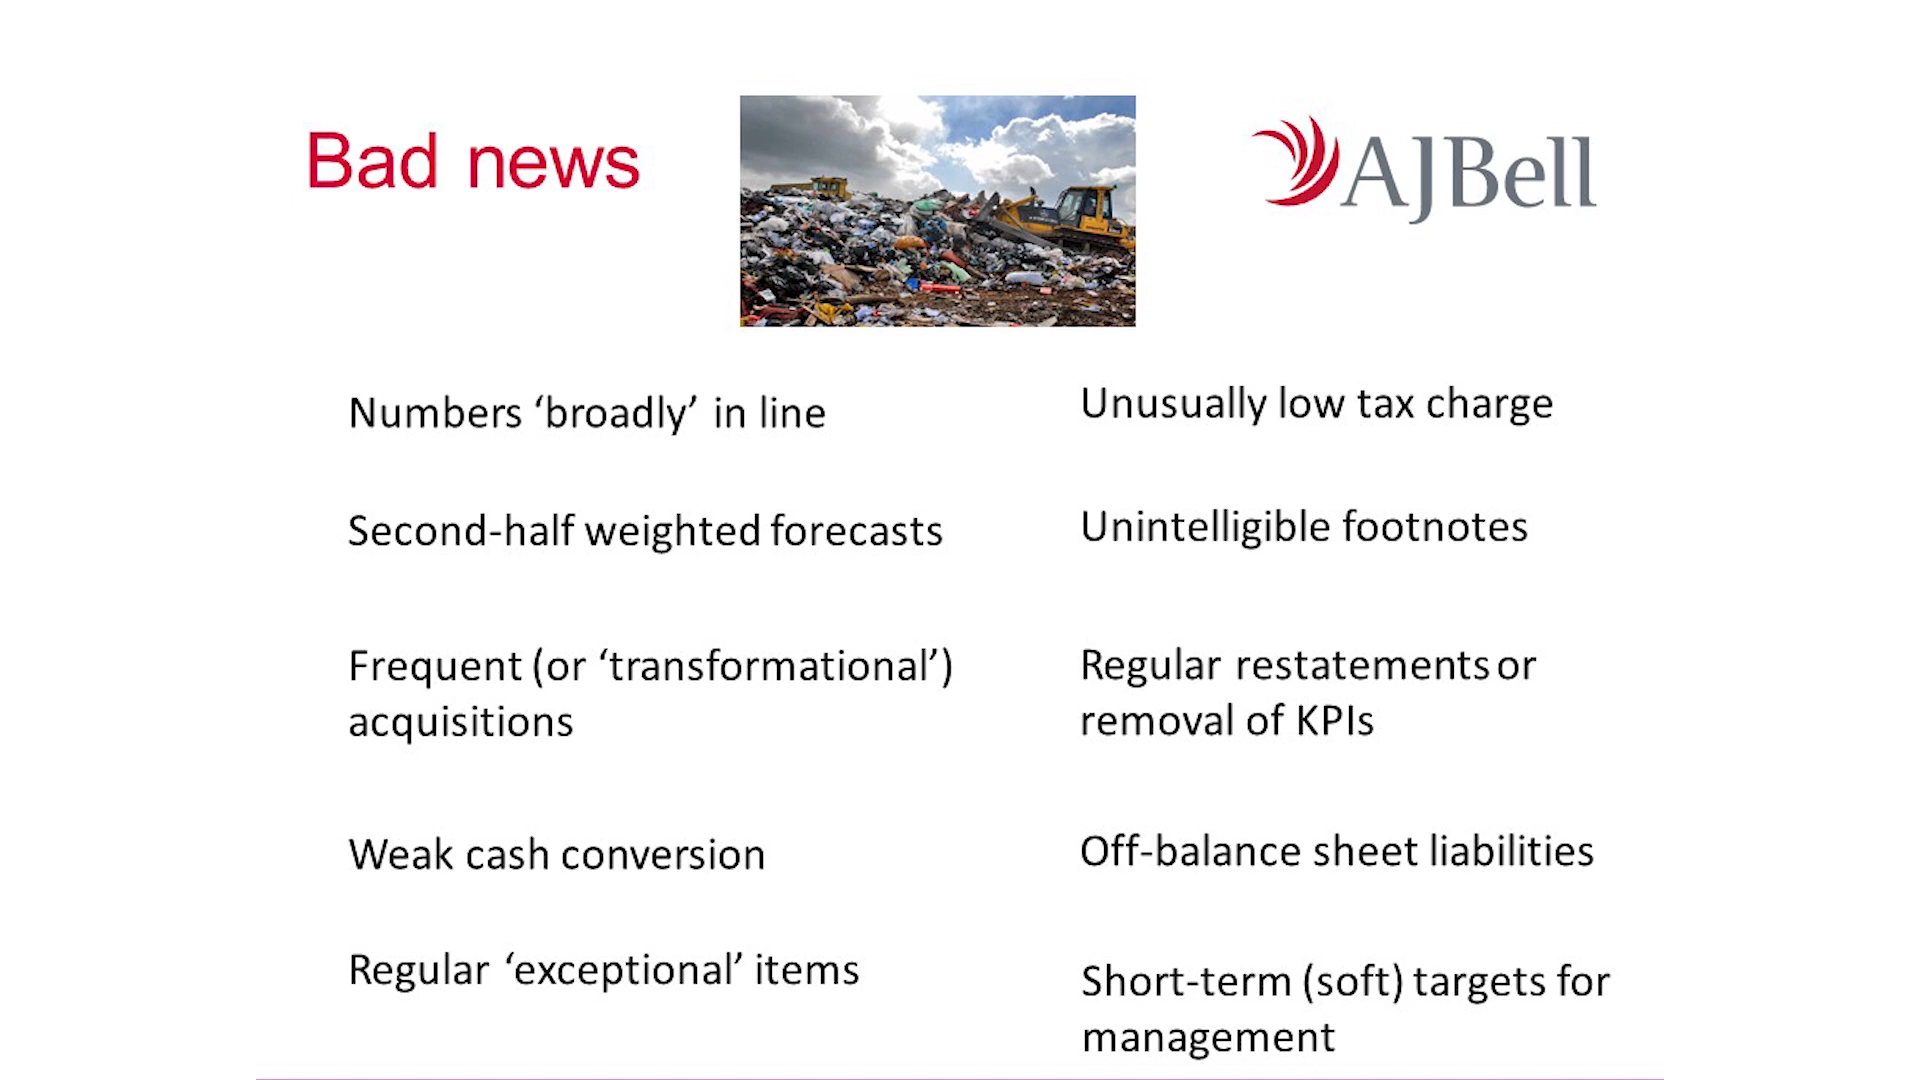 Bad news
AJBell
Numbers ‘broadly’ in line
Second-half weighted forecasts
Frequent (or ‘transformational’)
acquisitions
Weak cash conversion
Regular ‘exceptional’ items
Unusually low tax charge
Unintelligible footnotes
Regular restatements or
removal of KPIs
Off-balance sheet liabilities
Short-term (soft) targets for
management